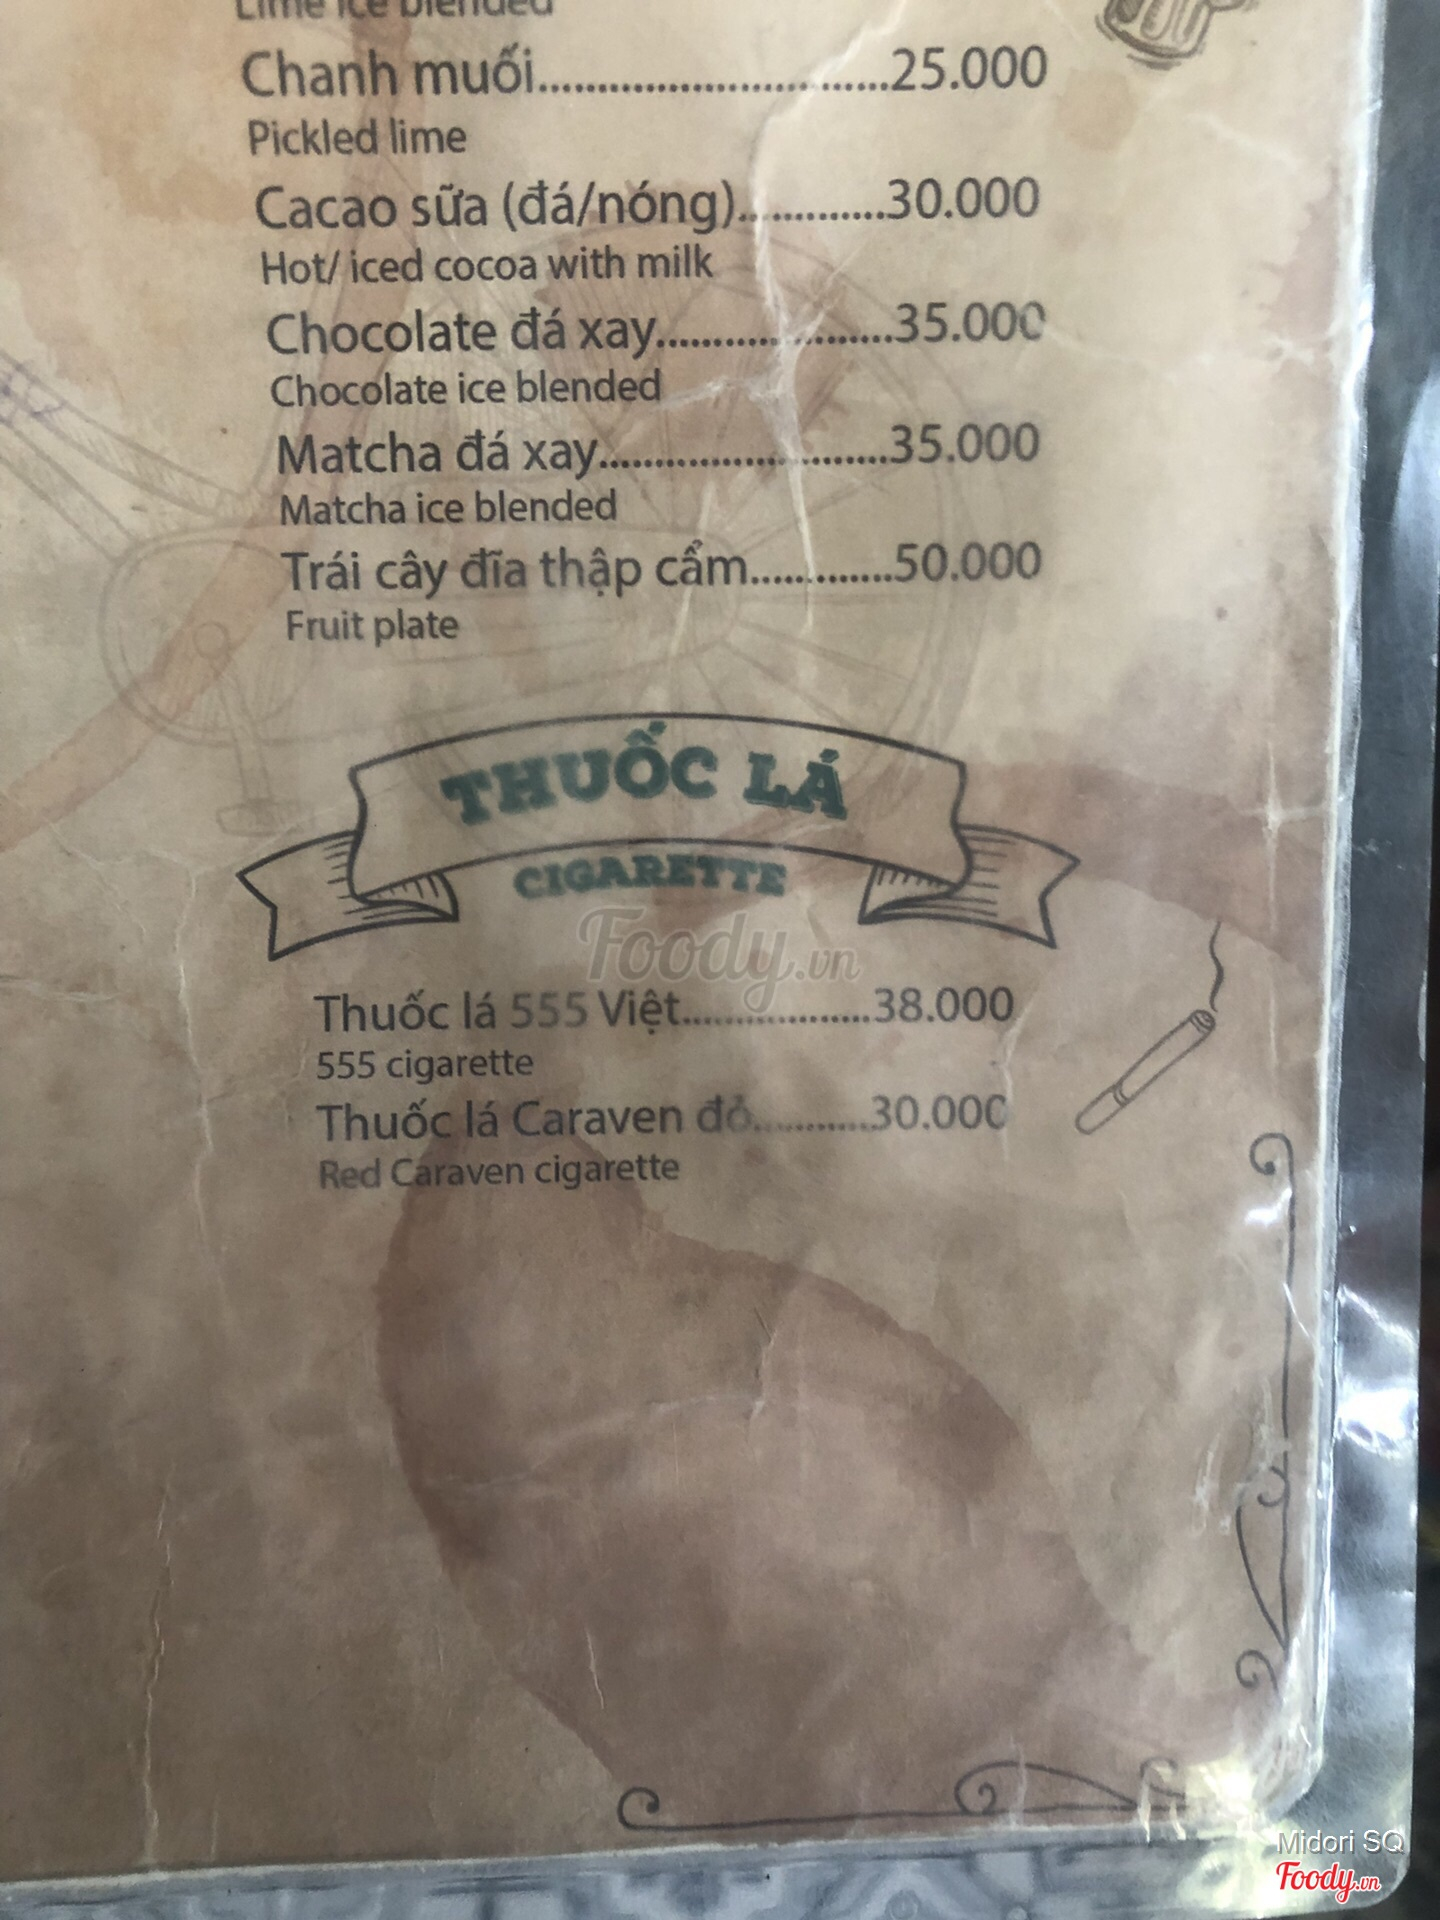 Lime ice blended
Chanh muối..............................25.000
Pickled lime
Cacao sữa (đá/nóng).............30.000
Hot/ iced cocoa with milk
Chocolate đá xay.....................35.000
Chocolate ice blended
Matcha đá xay..........................35.000
Matcha ice blended
Trái cây đĩa thập cẩm.............50.000
Fruit plate
THUỐC LÁ
CIGARETTE
Foody.vn
Thuốc lá 555 Việt..................38.000
555 cigarette
Thuốc lá Caraven đỏ...........30.000
Red Caraven cigarette
Midori SQ
Foody.vn